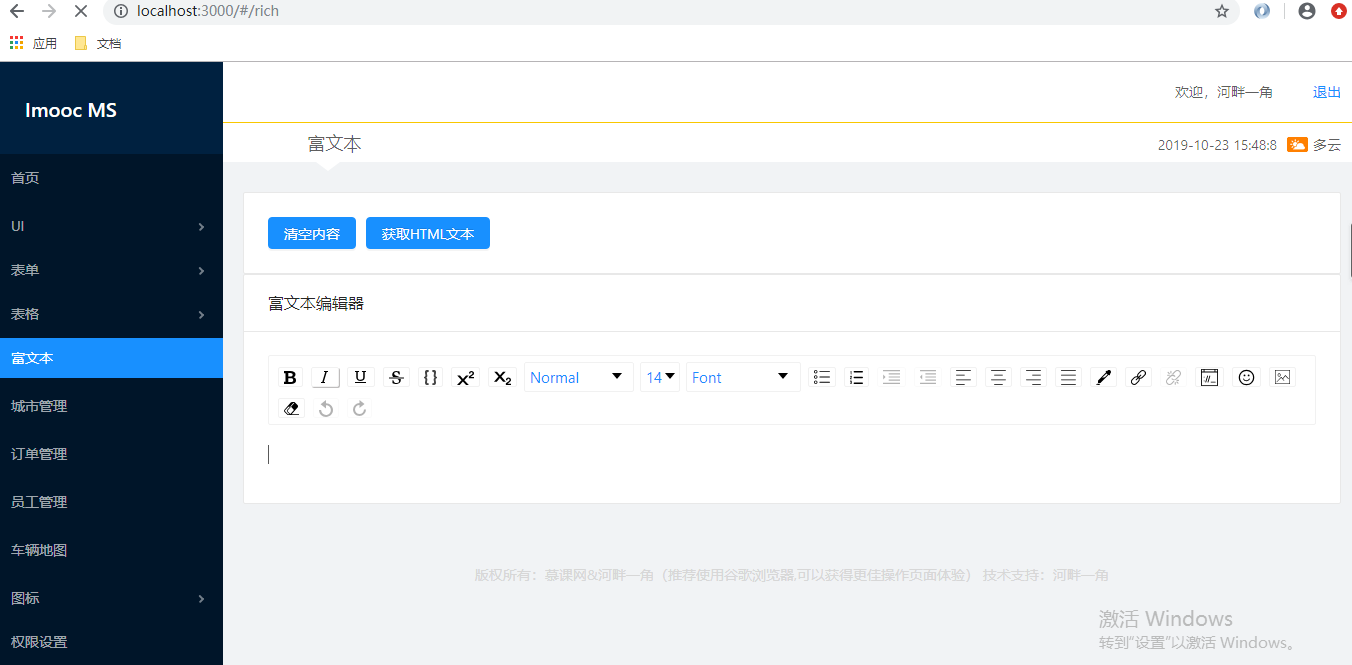 localhost:3000/#/rich
应用 文档
Imooc MS
欢迎，河畔一角 退出
富文本 2019-10-23 15:48:8 多云
首页
UI
表单
表格
富文本
城市管理
订单管理
员工管理
车辆地图
图标
权限设置
清空内容 获取HTML文本
富文本编辑器
B I U S {} X² X₂ Normal 14 Font
版权所有：慕课网&河畔一角（推荐使用谷歌浏览器,可以获得更佳操作页面体验） 技术支持：河畔一角
激活 Windows
转到"设置"以激活 Windows。